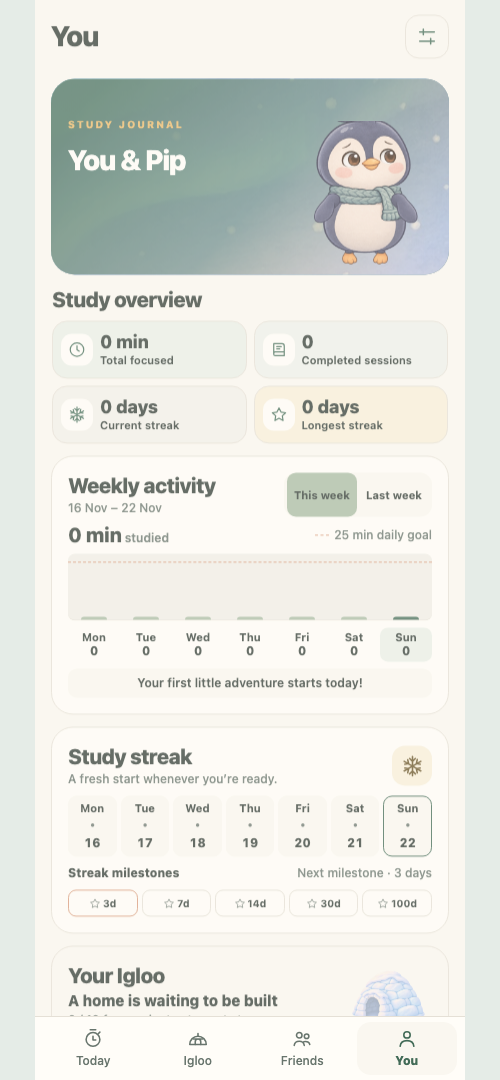 You
STUDY JOURNAL
You & Pip
Study overview
0 min
Total focused
0
Completed sessions
0 days
Current streak
0 days
Longest streak
Weekly activity
16 Nov – 22 Nov
This week
Last week
0 min studied
25 min daily goal
Mon Tue Wed Thu Fri Sat Sun
0 0 0 0 0 0 0
Your first little adventure starts today!
Study streak
A fresh start whenever you’re ready.
Mon Tue Wed Thu Fri Sat Sun
16 17 18 19 20 21 22
Streak milestones
Next milestone · 3 days
3d 7d 14d 30d 100d
Your Igloo
A home is waiting to be built
Today Igloo Friends You